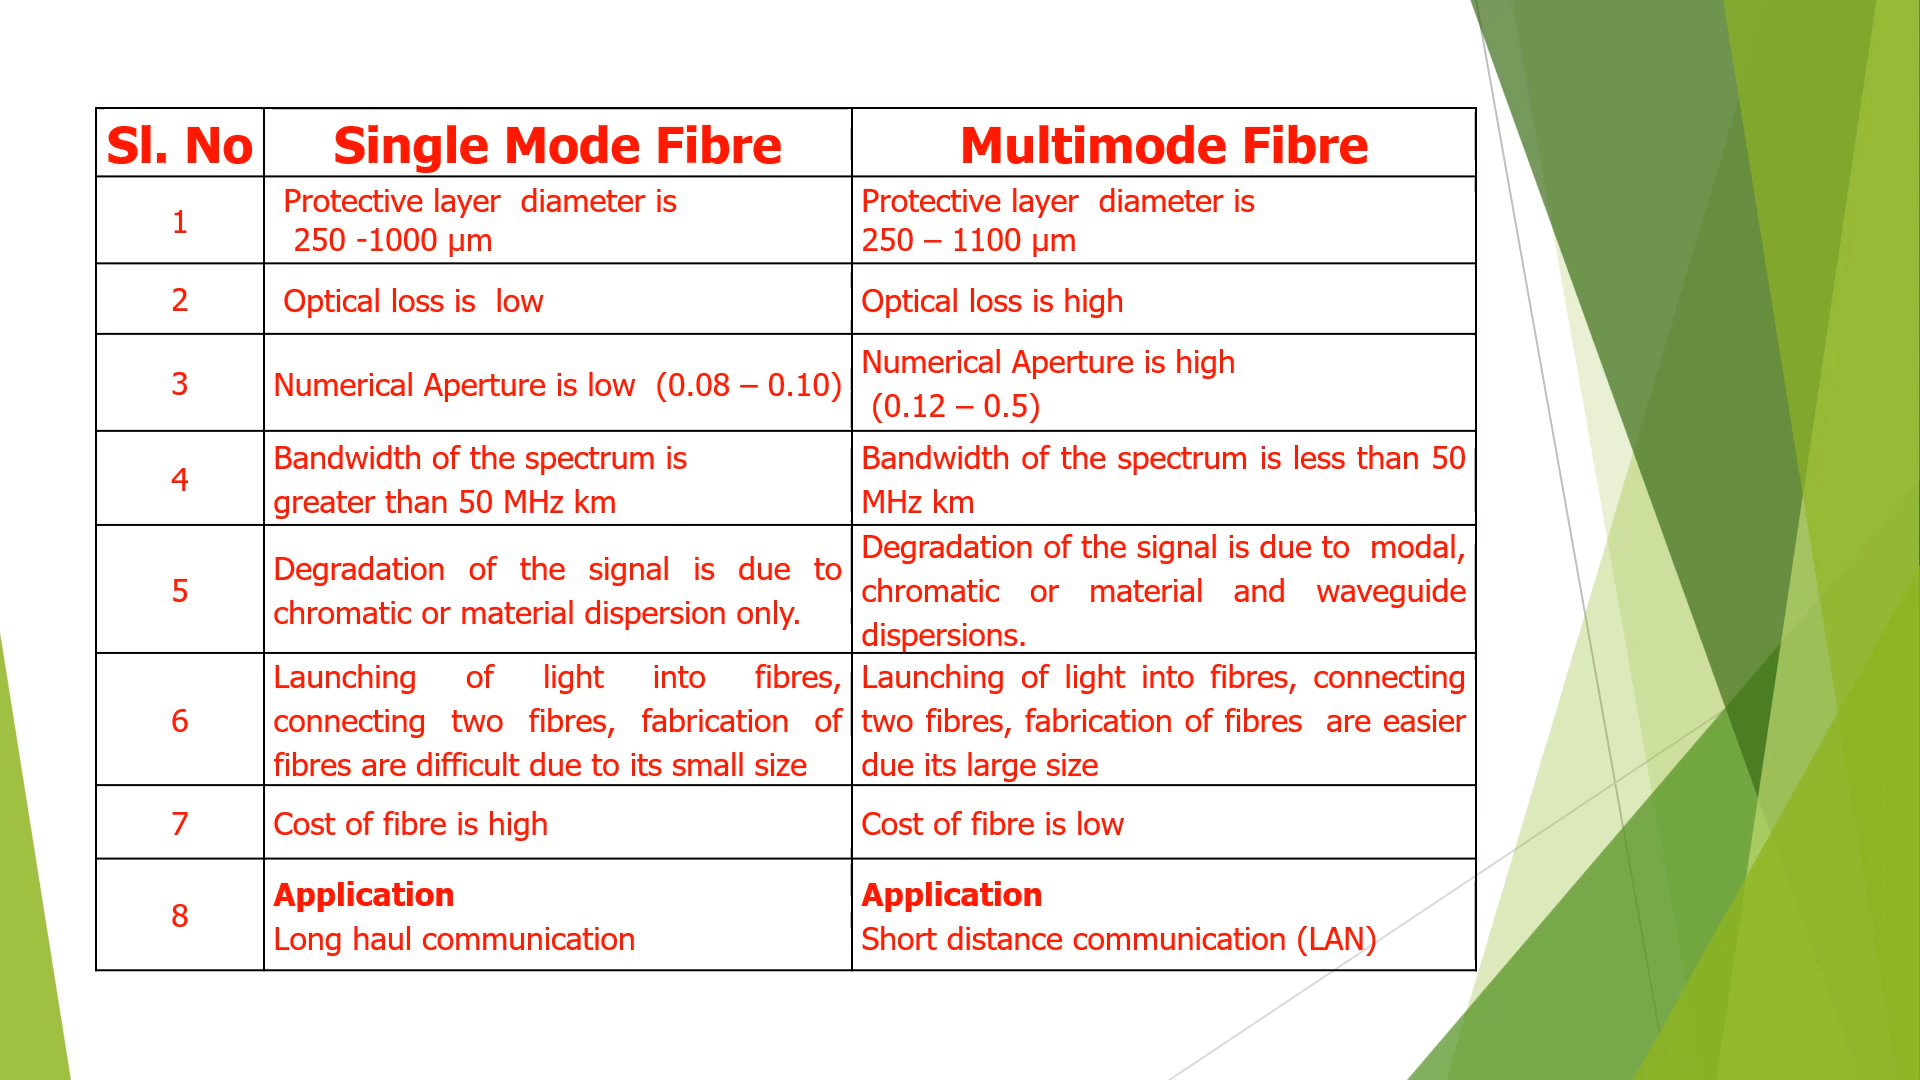 Sl. No Single Mode Fibre Multimode Fibre
1
Protective layer diameter is
250 -1000 µm
Protective layer diameter is
250 – 1100 µm
2
Optical loss is low
Optical loss is high
3
Numerical Aperture is low (0.08 – 0.10)
Numerical Aperture is high
(0.12 – 0.5)
4
Bandwidth of the spectrum is
greater than 50 MHz km
Bandwidth of the spectrum is less than 50
MHz km
5
Degradation of the signal is due to
chromatic or material dispersion only.
Degradation of the signal is due to modal,
chromatic or material and waveguide
dispersions.
6
Launching of light into fibres,
connecting two fibres, fabrication of
fibres are difficult due to its small size
Launching of light into fibres, connecting
two fibres, fabrication of fibres are easier
due its large size
7
Cost of fibre is high
Cost of fibre is low
8
Application
Long haul communication
Application
Short distance communication (LAN)